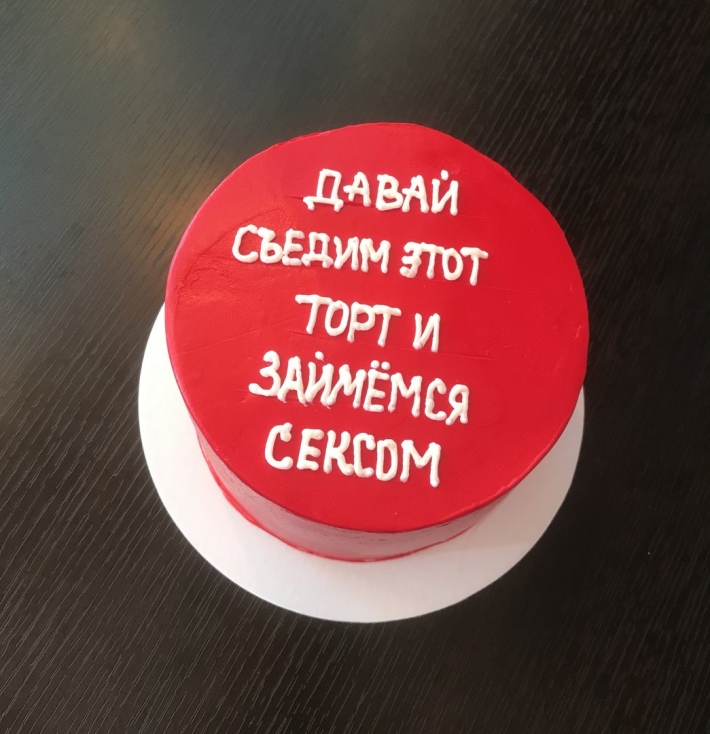 ДАВАЙ
СЪЕДИМ ЭТОТ
ТОРТ И
ЗАЙМЁМСЯ
СЕКСОМ